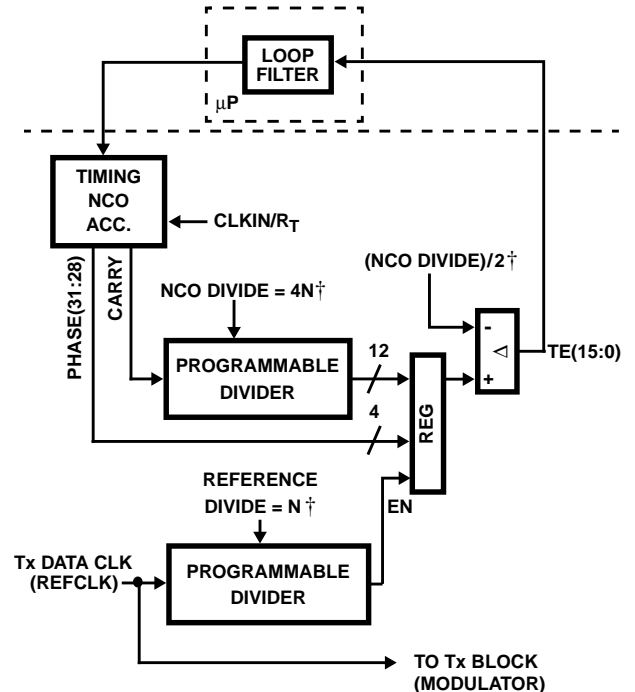 LOOP
FILTER
µP
TIMING
NCO
ACC.
CLKIN/RT
PHASE(31:28)
CARRY
(NCO DIVIDE)/2†
NCO DIVIDE = 4N†
-
+
TE(15:0)
PROGRAMMABLE
DIVIDER
12
4
REG
REFERENCE
DIVIDE = N†
EN
Tx DATA CLK
(REFCLK)
PROGRAMMABLE
DIVIDER
TO Tx BLOCK
(MODULATOR)